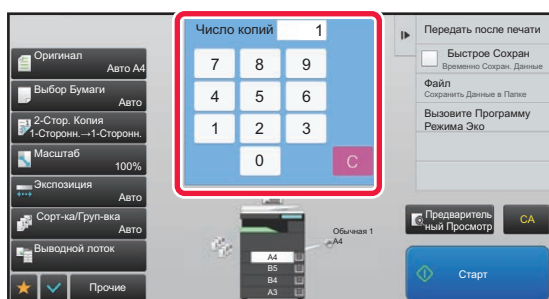 Число копий 1
7 8 9
4 5 6
1 2 3
0 C
Оригинал
Авто A4
Выбор Бумаги
Авто
2-Стор. Копия
1-Сторонн.→1-Сторонн.
Масштаб
100%
Экспозиция
Авто
Сорт-ка/Груп-вка
Авто
Выводной лоток
Прочие
Обычная 1
A4
A4
B5
B4
A3
Передать после печати
Быстрое Сохран
Временно Сохран. Данные
Файл
Сохранить Данные в Папке
Вызовите Программу
Режима Эко
Предваритель
ный Просмотр
CA
Старт